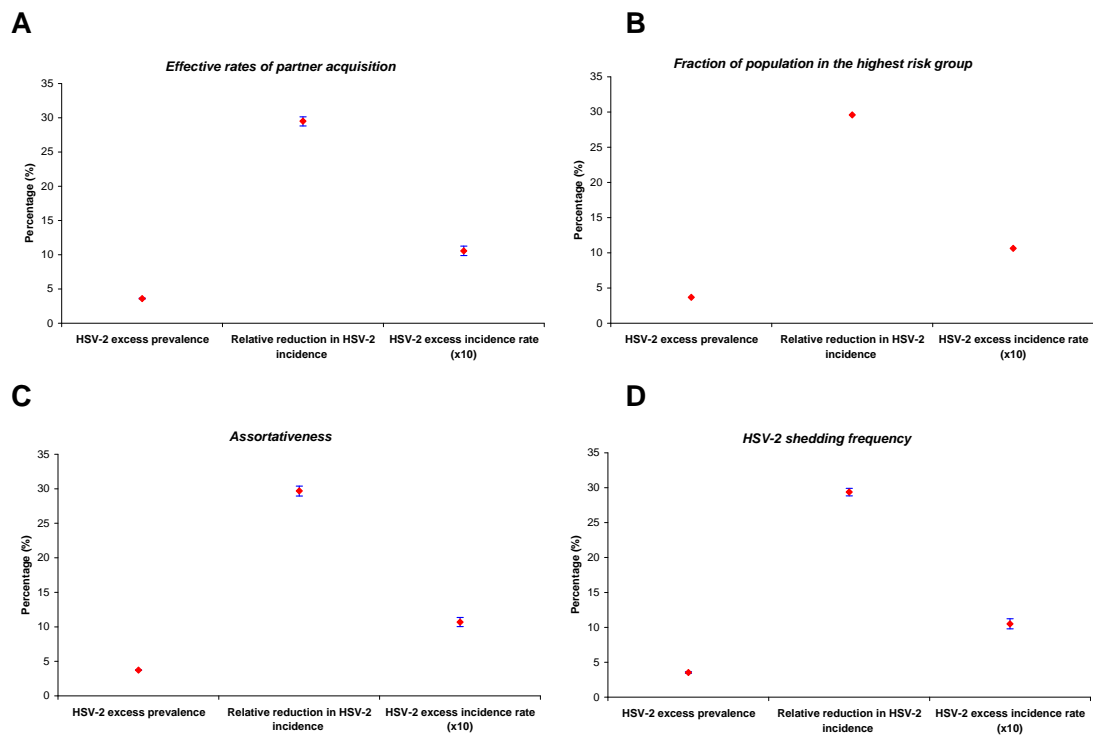 A
Effective rates of partner acquisition
35
30
25
20
15
10
5
0
Percentage (%)
HSV-2 excess prevalence
Relative reduction in HSV-2
incidence
HSV-2 excess incidence rate
(x10)
B
Fraction of population in the highest risk group
35
30
25
20
15
10
5
0
Percentage (%)
HSV-2 excess prevalence
Relative reduction in HSV-2
incidence
HSV-2 excess incidence rate
(x10)
C
Assortativeness
35
30
25
20
15
10
5
0
Percentage (%)
HSV-2 excess prevalence
Relative reduction in HSV-2
incidence
HSV-2 excess incidence rate
(x10)
D
HSV-2 shedding frequency
35
30
25
20
15
10
5
0
Percentage (%)
HSV-2 excess prevalence
Relative reduction in HSV-2
incidence
HSV-2 excess incidence rate
(x10)